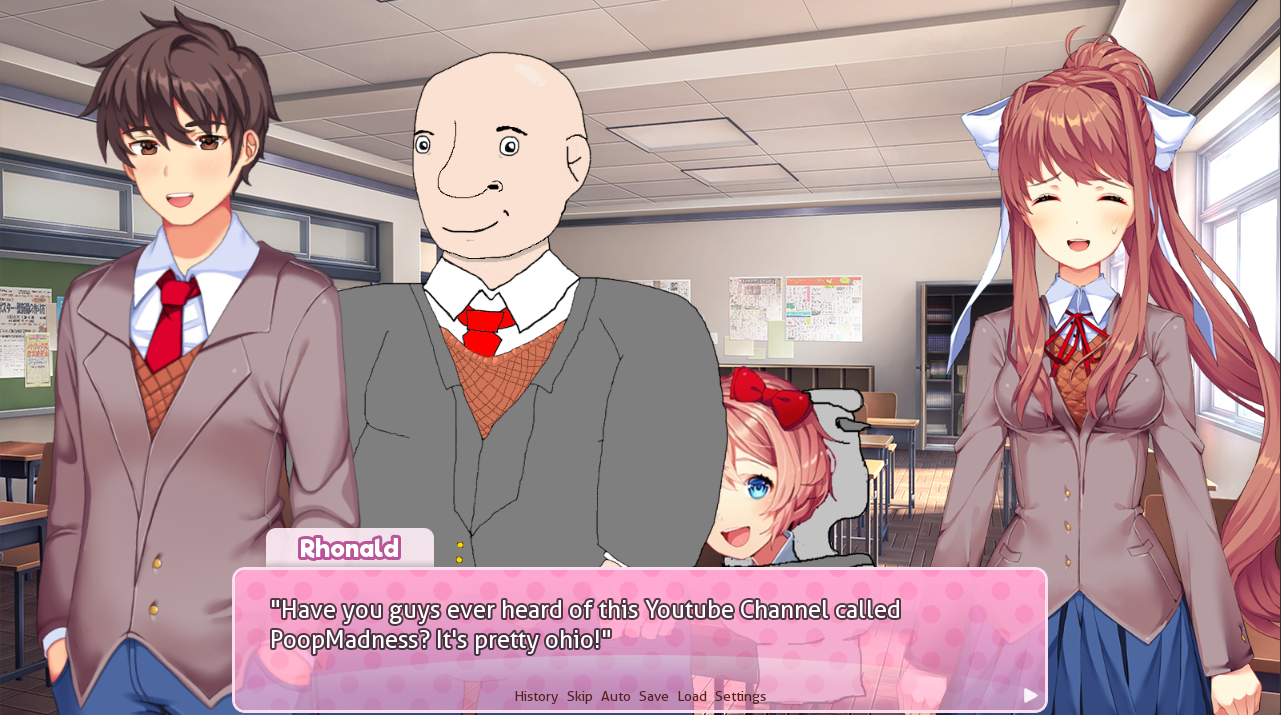 Rhonald
"Have you guys ever heard of this Youtube Channel called
PoopMadness? It's pretty ohio!"
History Skip Auto Save Load Settings